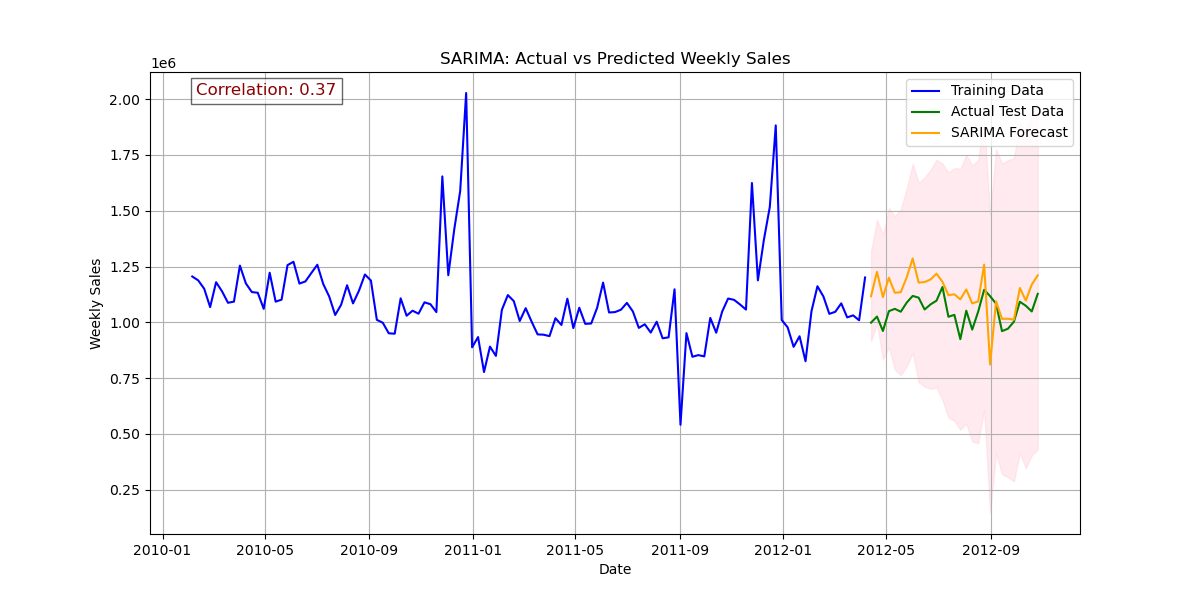 SARIMA: Actual vs Predicted Weekly Sales
1e6
Correlation: 0.37
Training Data
Actual Test Data
SARIMA Forecast
2.00
1.75
1.50
1.25
1.00
0.75
0.50
0.25
Weekly Sales
2010-01 2010-05 2010-09 2011-01 2011-05 2011-09 2012-01 2012-05 2012-09
Date